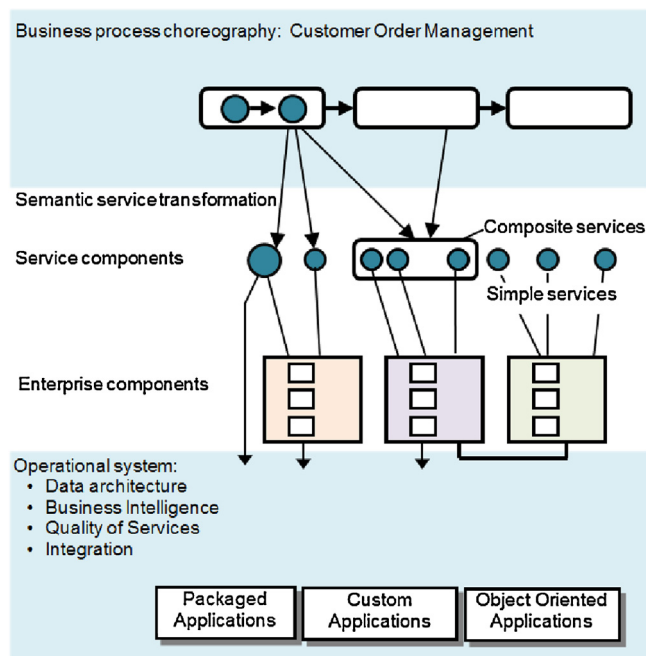 Business process choreography: Customer Order Management
Semantic service transformation
Composite services
Service components
Simple services
Enterprise components
Operational system:
• Data architecture
• Business Intelligence
• Quality of Services
• Integration
Packaged
Applications
Custom
Applications
Object Oriented
Applications